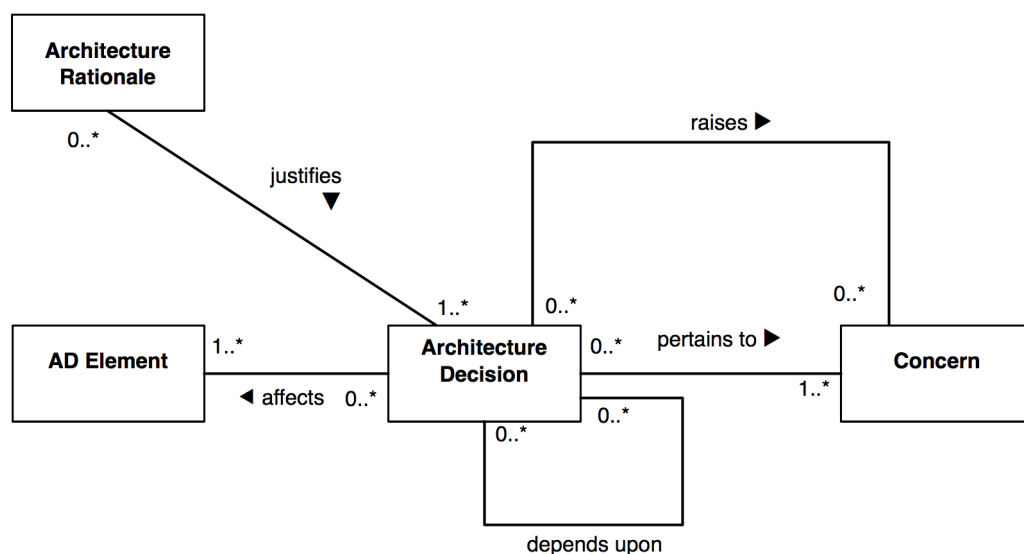 Architecture
Rationale
0..*
raises ▶
justifies
▼
1..*
0..*
0..*
AD Element
1..*
◀ affects
0..*
Architecture
Decision
0..*
pertains to ▶
1..*
Concern
0..*
0..*
depends upon